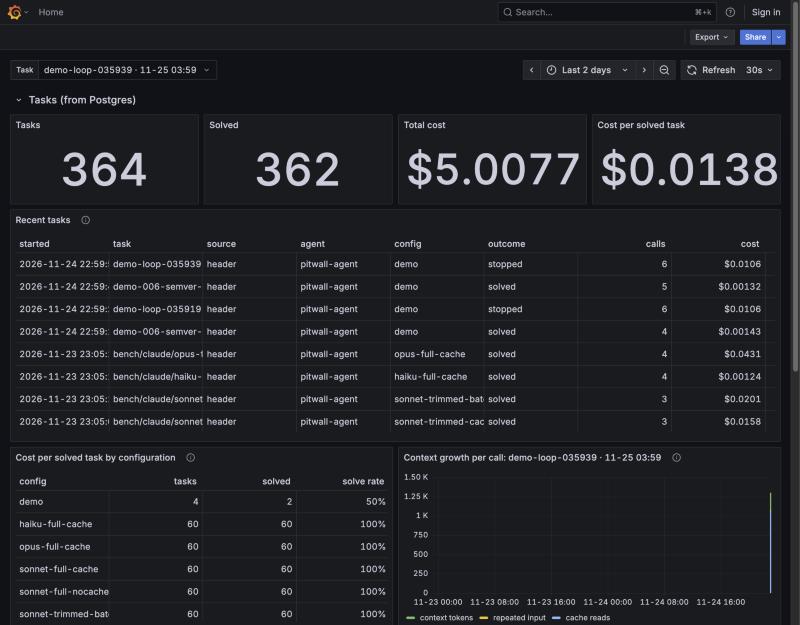 Home
Search...
⌘+k
Sign in
Export
Share
Task
demo-loop-035939 · 11-25 03:59
Last 2 days
Refresh
30s
Tasks (from Postgres)
Tasks
364
Solved
362
Total cost
$5.0077
Cost per solved task
$0.0138
Recent tasks
started task source agent config outcome calls cost
2026-11-24 22:59: demo-loop-035939 header pitwall-agent demo stopped 6 $0.0106
2026-11-24 22:59: demo-006-semver- header pitwall-agent demo solved 5 $0.00132
2026-11-24 22:59: demo-loop-035919 header pitwall-agent demo stopped 6 $0.0106
2026-11-24 22:59: demo-006-semver- header pitwall-agent demo solved 4 $0.00143
2026-11-23 23:05: bench/claude/opus-t header pitwall-agent opus-full-cache solved 4 $0.0431
2026-11-23 23:05: bench/claude/haiku- header pitwall-agent haiku-full-cache solved 4 $0.00124
2026-11-23 23:05: bench/claude/sonnet header pitwall-agent sonnet-trimmed-bat solved 3 $0.0201
2026-11-23 23:05: bench/claude/sonnet header pitwall-agent sonnet-trimmed-cac solved 3 $0.0158
Cost per solved task by configuration
config tasks solved solve rate
demo 4 2 50%
haiku-full-cache 60 60 100%
opus-full-cache 60 60 100%
sonnet-full-cache 60 60 100%
sonnet-full-nocache 60 60 100%
sonnet-trimmed-bat 60 60 100%
Context growth per call: demo-loop-035939 · 11-25 03:59
1.50 K
1.25 K
1 K
750
500
250
0
11-23 00:00 11-23 08:00 11-23 16:00 11-24 00:00 11-24 08:00 11-24 16:00
context tokens repeated input cache reads